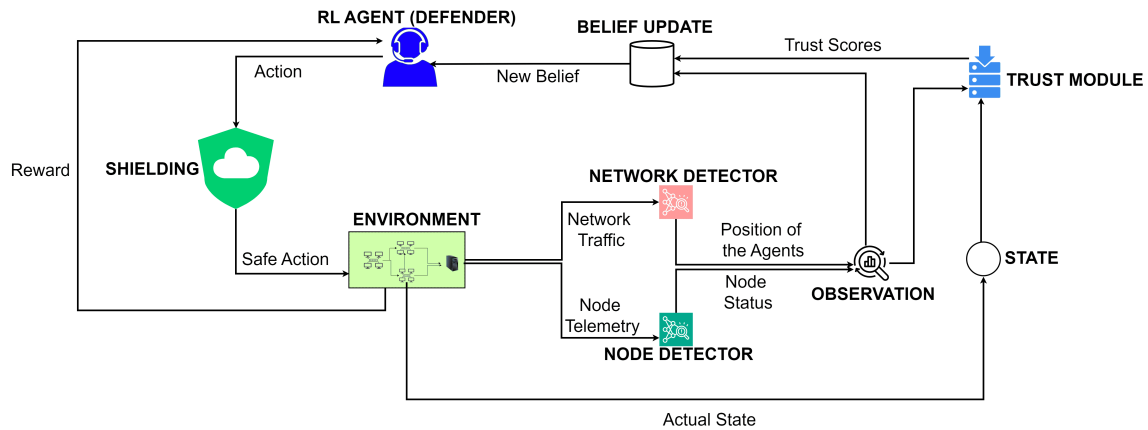 RL AGENT (DEFENDER)
BELIEF UPDATE
Trust Scores
Action
New Belief
TRUST MODULE
Reward
SHIELDING
NETWORK DETECTOR
ENVIRONMENT
Network
Traffic
Position of
the Agents
Safe Action
STATE
Node
Status
OBSERVATION
Node
Telemetry
NODE DETECTOR
Actual State